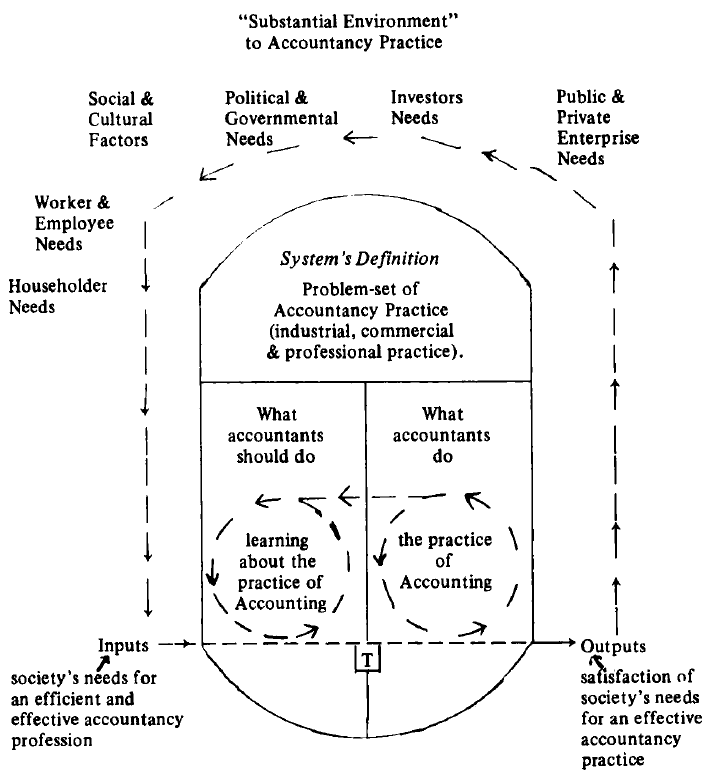 “Substantial Environment”
to Accountancy Practice
Social &
Cultural
Factors
Political &
Governmental
Needs
Investors
Needs
Public &
Private
Enterprise
Needs
Worker &
Employee
Needs
Householder
Needs
System's Definition
Problem-set of
Accountancy Practice
(industrial, commercial
& professional practice).
What
accountants
should do
What
accountants
do
learning
about the
practice of
Accounting
the practice
of
Accounting
Inputs
T
Outputs
society's needs for
an efficient and
effective accountancy
profession
satisfaction of
society's needs
for an effective
accountancy
practice